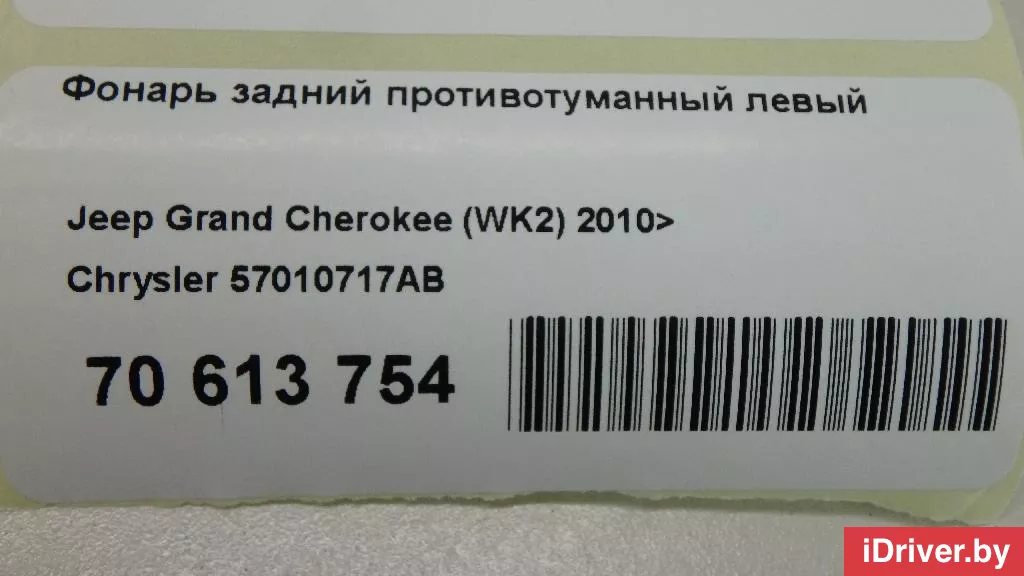 Фонарь задний противотуманный левый
Jeep Grand Cherokee (WK2) 2010>
Chrysler 57010717AB
70 613 754
iDriver.by